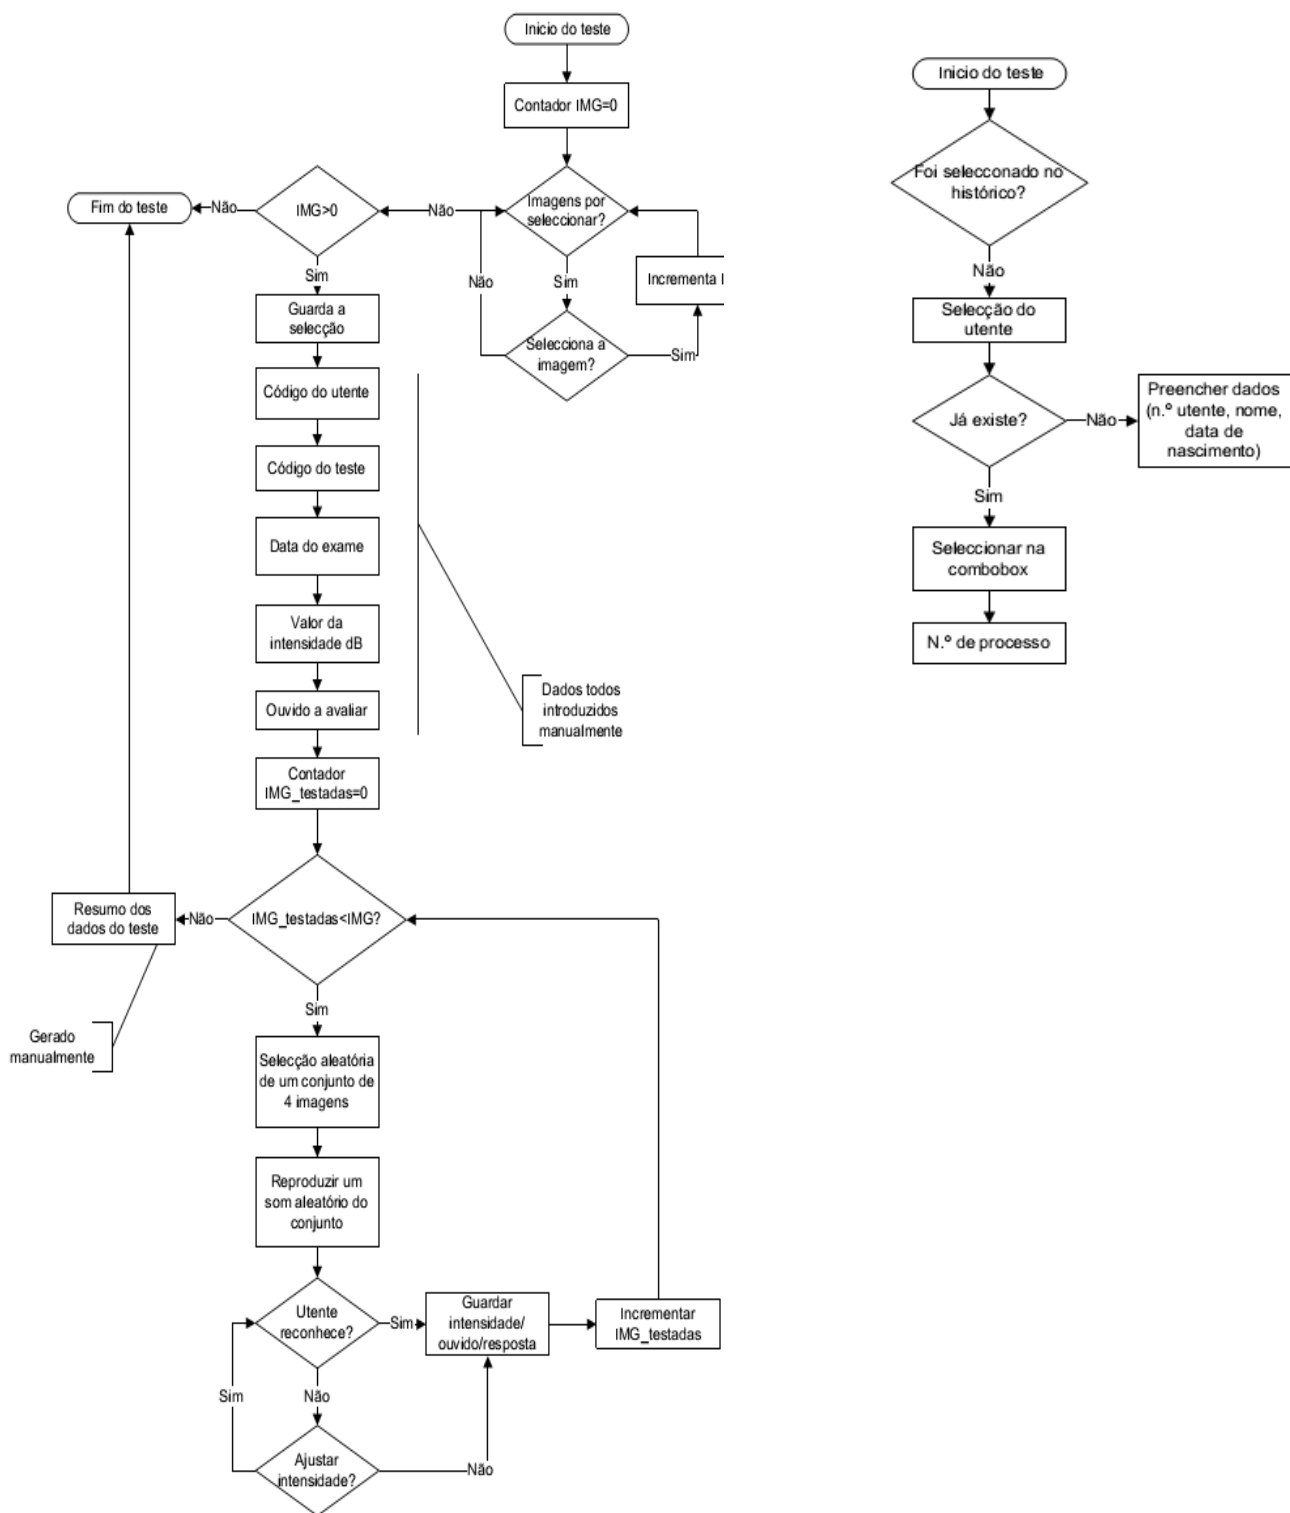 Inicio do teste
Contador IMG=0
Imagens por
seleccionar?
Não
IMG>0
Não
Fim do teste
Sim
Não
Incrementa I
Selecciona a
imagem?
Sim
Sim
Guarda a
selecção
Código do utente
Código do teste
Data do exame
Valor da
intensidade dB
Ouvido a avaliar
Dados todos
introduzidos
manualmente
Contador
IMG_testadas=0
IMG_testadas<IMG?
Não
Resumo dos
dados do teste
Gerado
manualmente
Sim
Selecção aleatória
de um conjunto de
4 imagens
Reproduzir um
som aleatório do
conjunto
Utente
reconhece?
Sim
Guardar
intensidade/
ouvido/resposta
Incrementar
IMG_testadas
Sim
Não
Ajustar
intensidade?
Não
Inicio do teste
Foi selecconado no
histórico?
Não
Selecção do
utente
Já existe?
Não
Preencher dados
(n.º utente, nome,
data de
nascimento)
Sim
Seleccionar na
combobox
N.º de processo